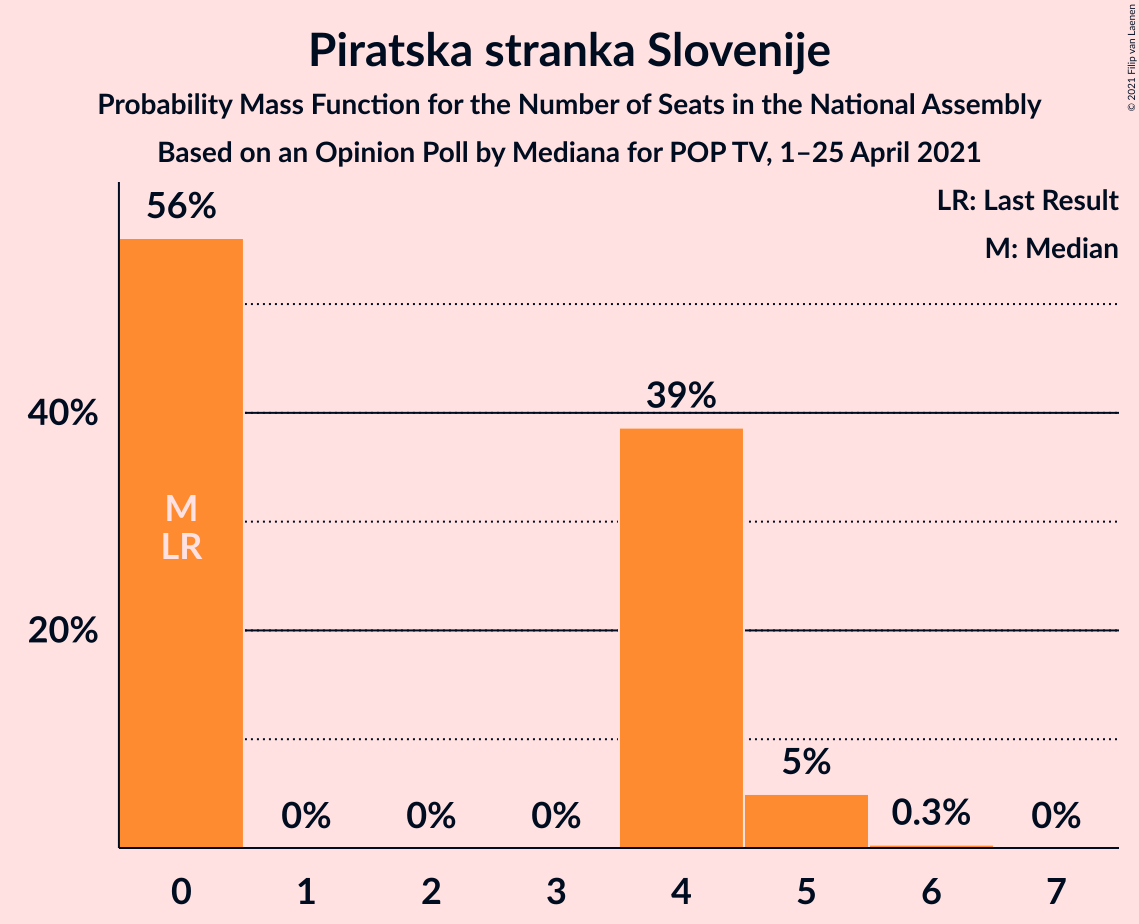 Piratska stranka Slovenije
Probability Mass Function for the Number of Seats in the National Assembly
Based on an Opinion Poll by Mediana for POP TV, 1–25 April 2021
© 2021 Filip van Laenen
LR: Last Result
M: Median
56%
40%
39%
M
LR
20%
5%
0%
0%
0%
0.3%
0%
0 1 2 3 4 5 6 7